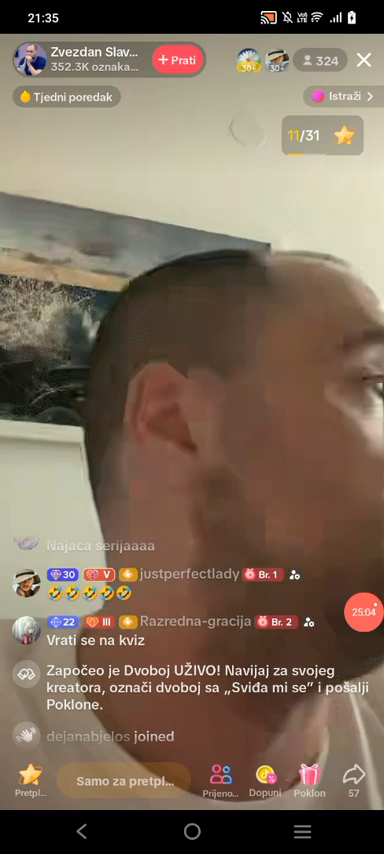 21:35
Zvezdan Slav...
352.3K oznaka...
+ Prati
30+
30+
324
Tjedni poredak
Istraži
11/31
Najaca serijaaaa
30 V justperfectlady Br. 1
🤣🤣🤣🤣🤣
22 III Razredna-gracija Br. 2
Vrati se na kviz
Započeo je Dvoboj UŽIVO! Navijaj za svojeg
kreatora, označi dvoboj sa „Sviđa mi se” i pošalji
Poklone.
dejanabjelos joined
25:04
Pretpl...
Samo za pretpl...
Prijeno...
Dopuni
Poklon
57